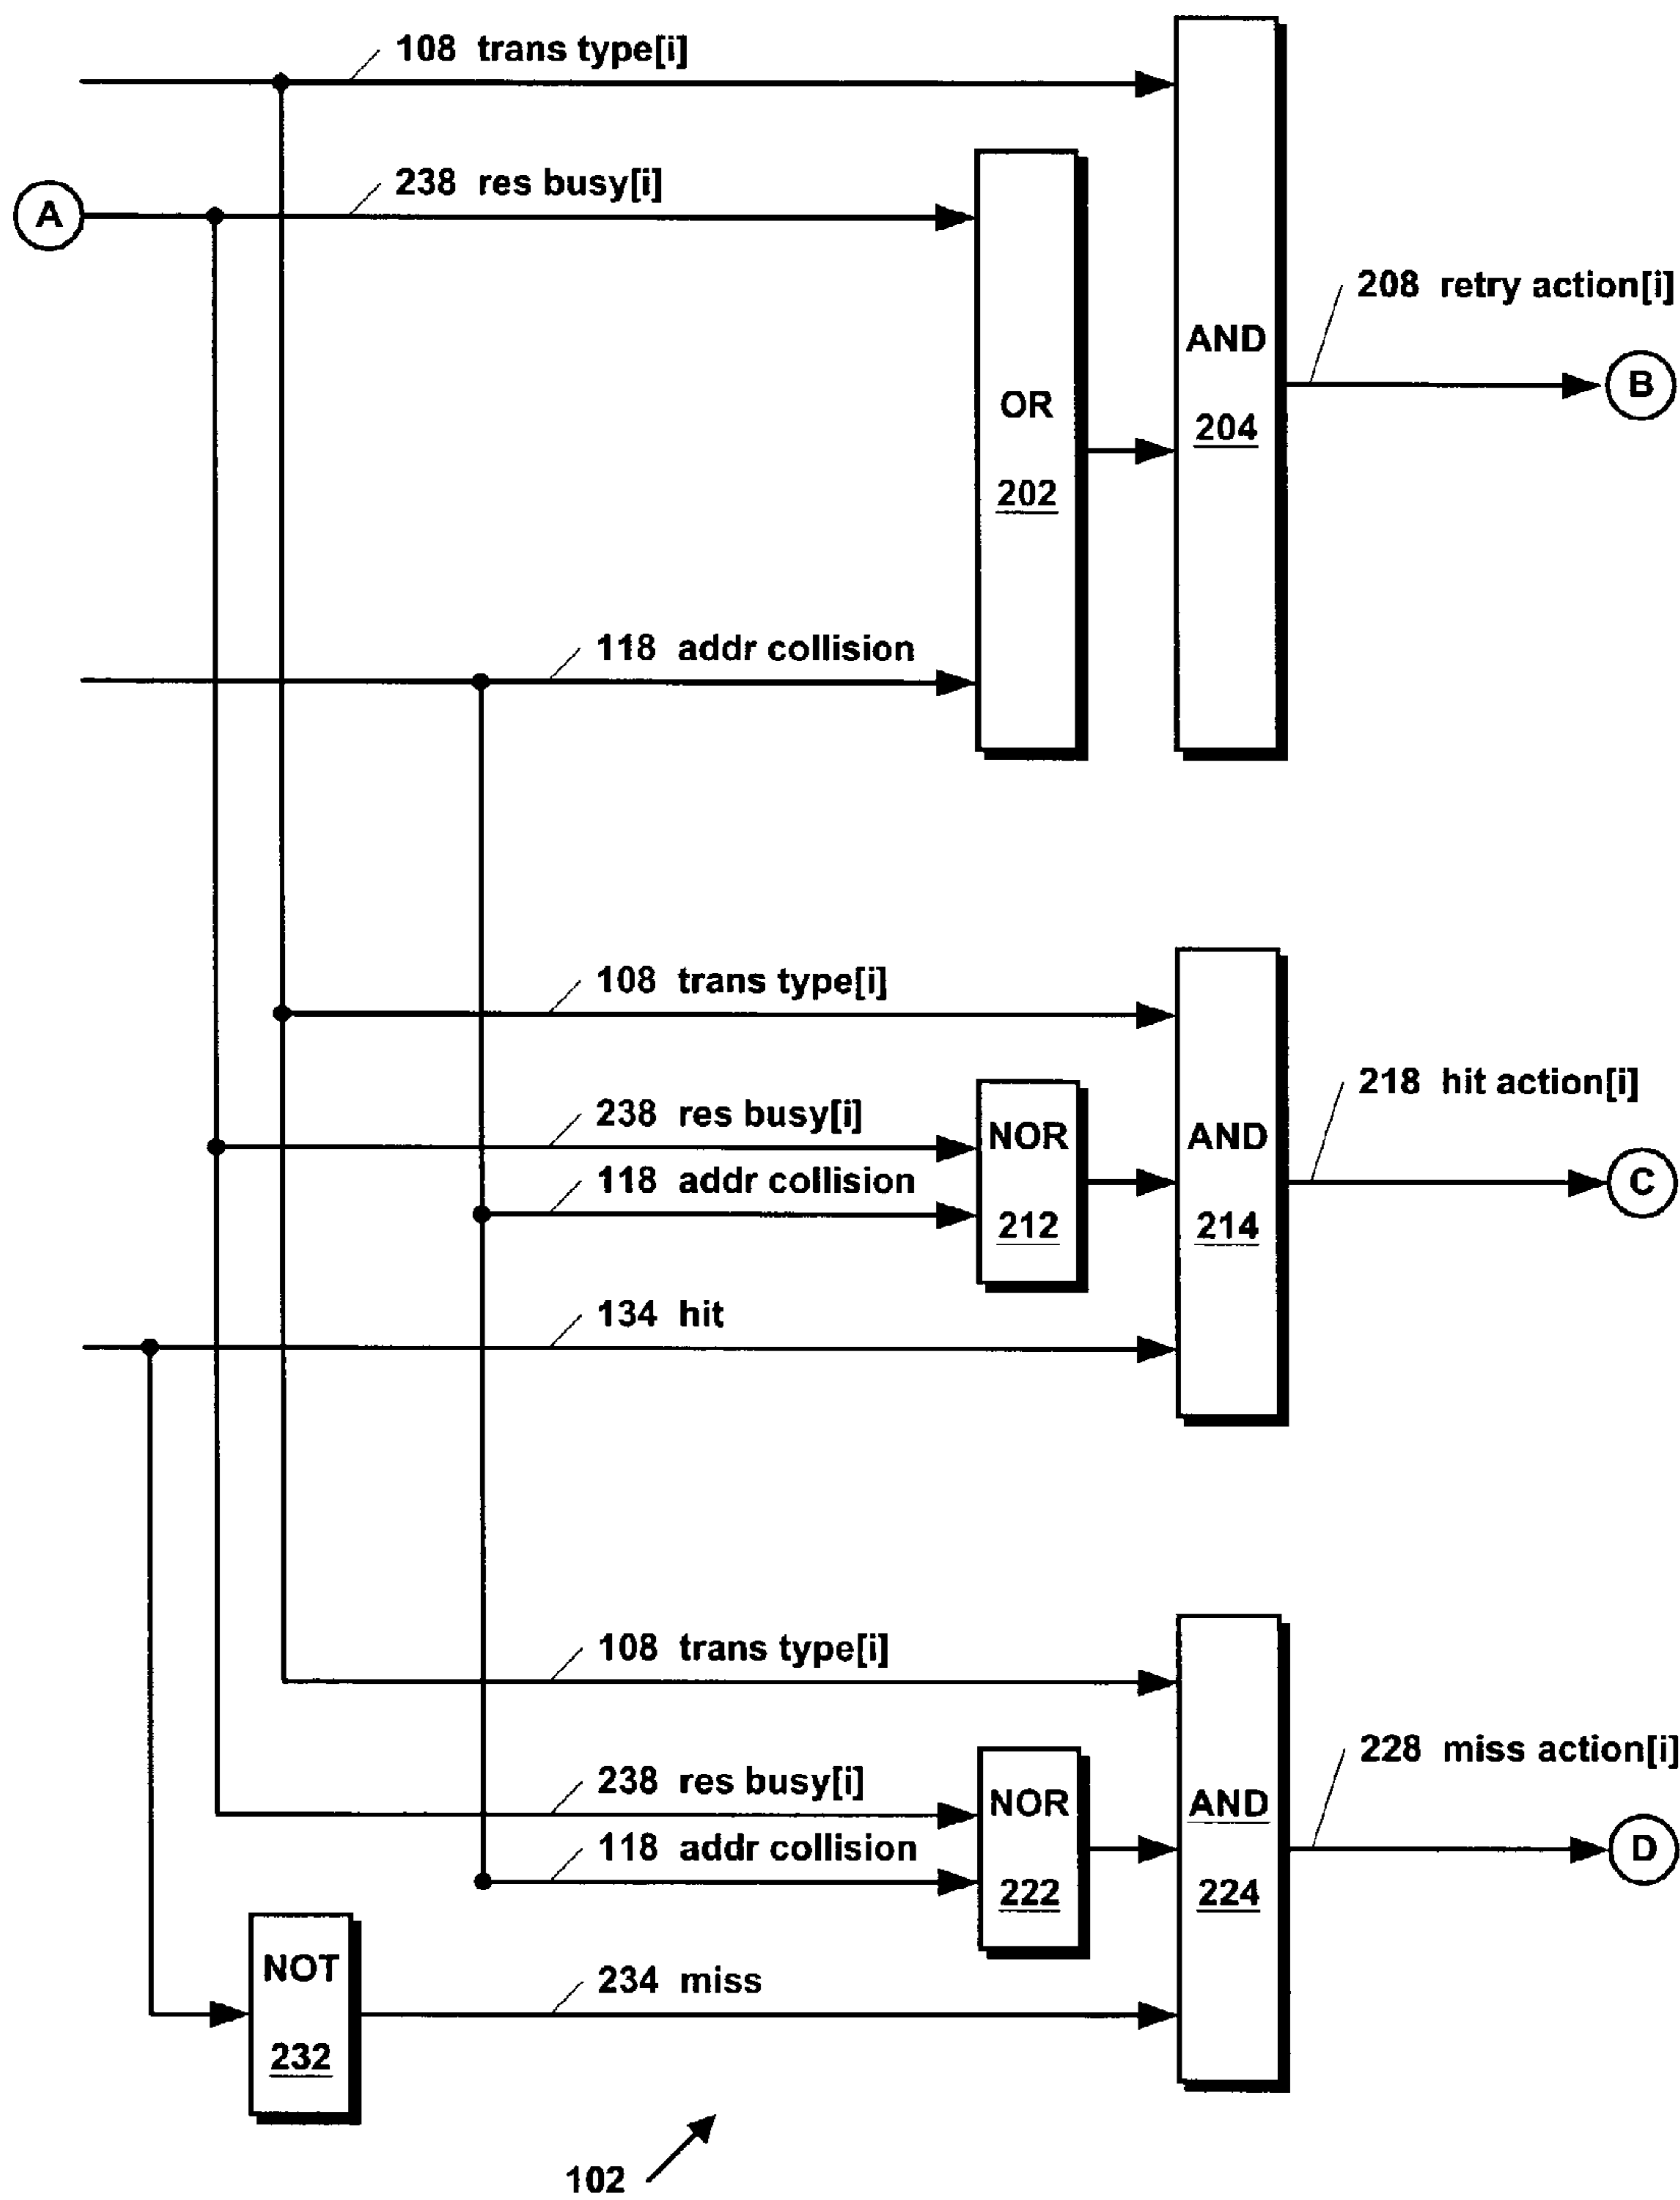 108 trans type[i]
238 res busy[i]
A
208 retry action[i]
AND
204
B
OR
202
118 addr collision
108 trans type[i]
218 hit action[i]
238 res busy[i]
NOR
212
AND
214
118 addr collision
C
134 hit
108 trans type[i]
228 miss action[i]
238 res busy[i]
NOR
222
AND
224
118 addr collision
D
NOT
232
234 miss
102